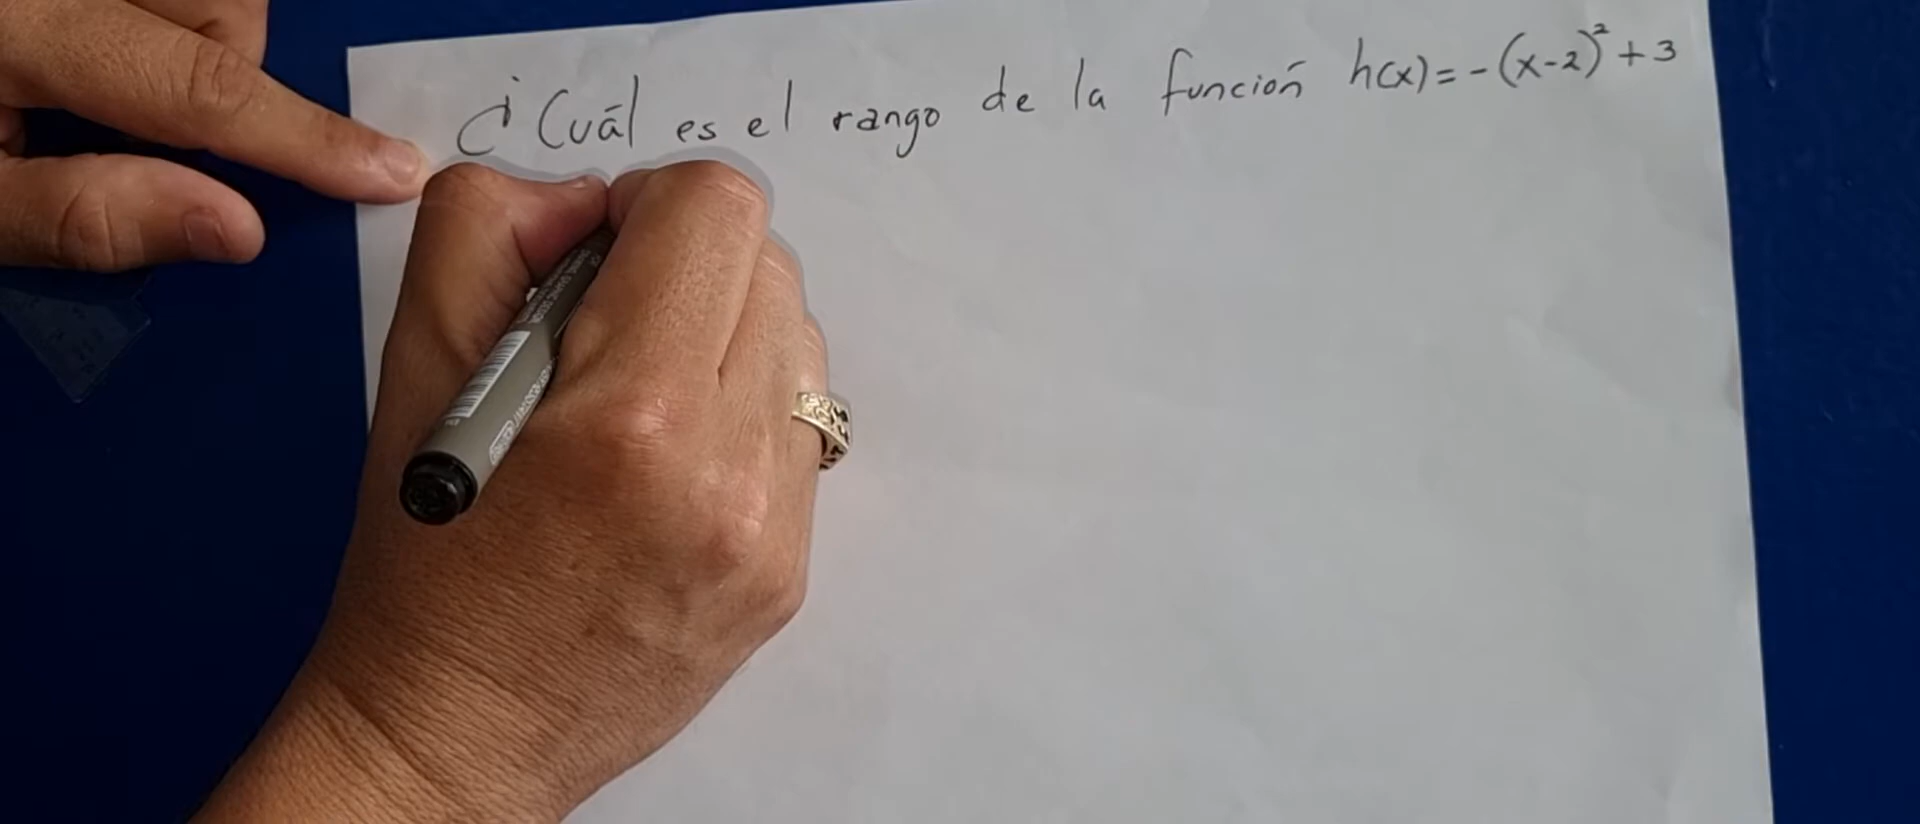 ¿Cuál es el rango de la función h(x)=-(x-2)²+3